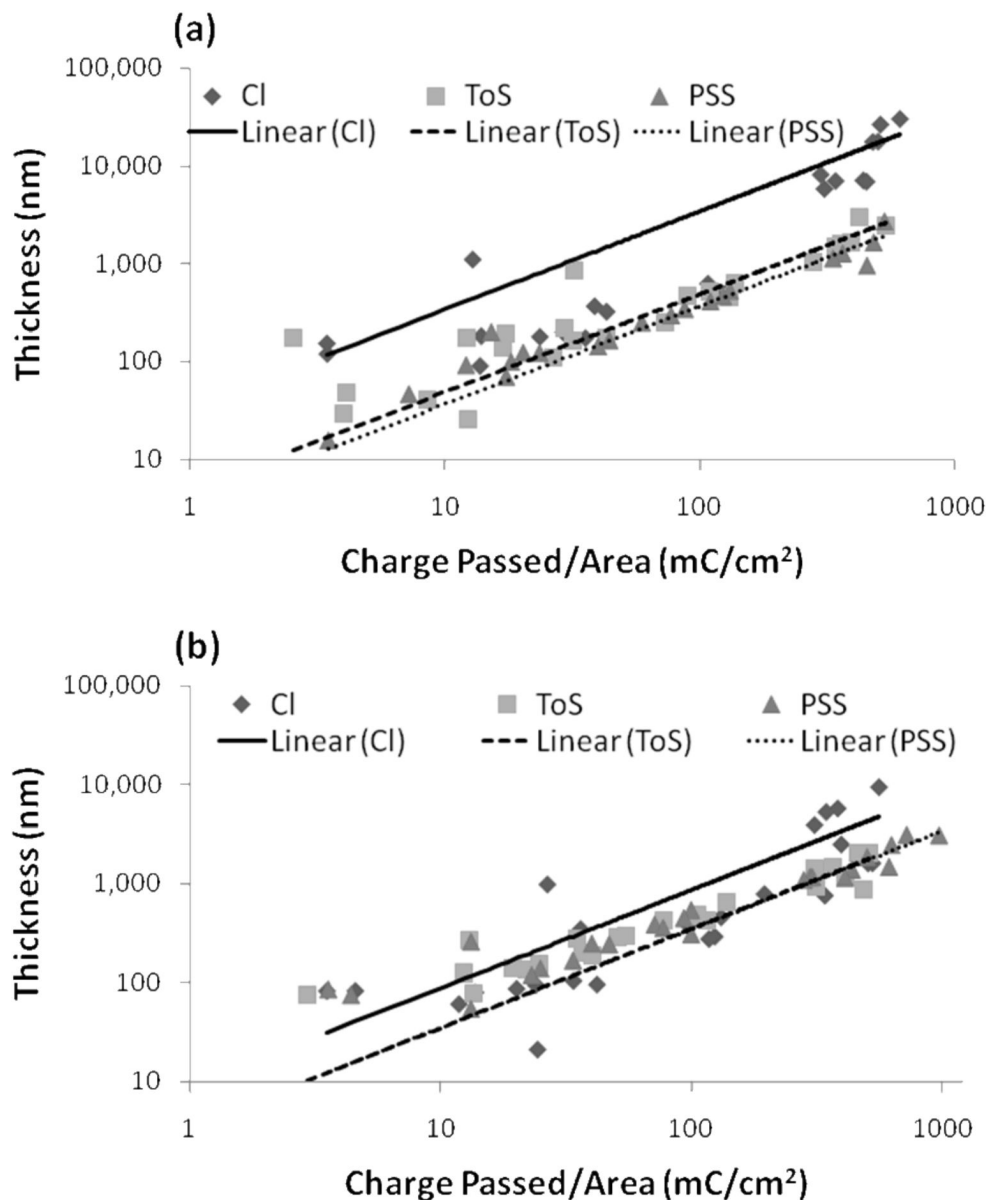 (a)
100,000
10,000
1,000
100
10
Thickness (nm)
Cl ToS PSS
Linear (Cl) Linear (ToS) Linear (PSS)
1 10 100 1000
Charge Passed/Area (mC/cm²)
(b)
100,000
10,000
1,000
100
10
Thickness (nm)
Cl ToS PSS
Linear (Cl) Linear (ToS) Linear (PSS)
1 10 100 1000
Charge Passed/Area (mC/cm²)